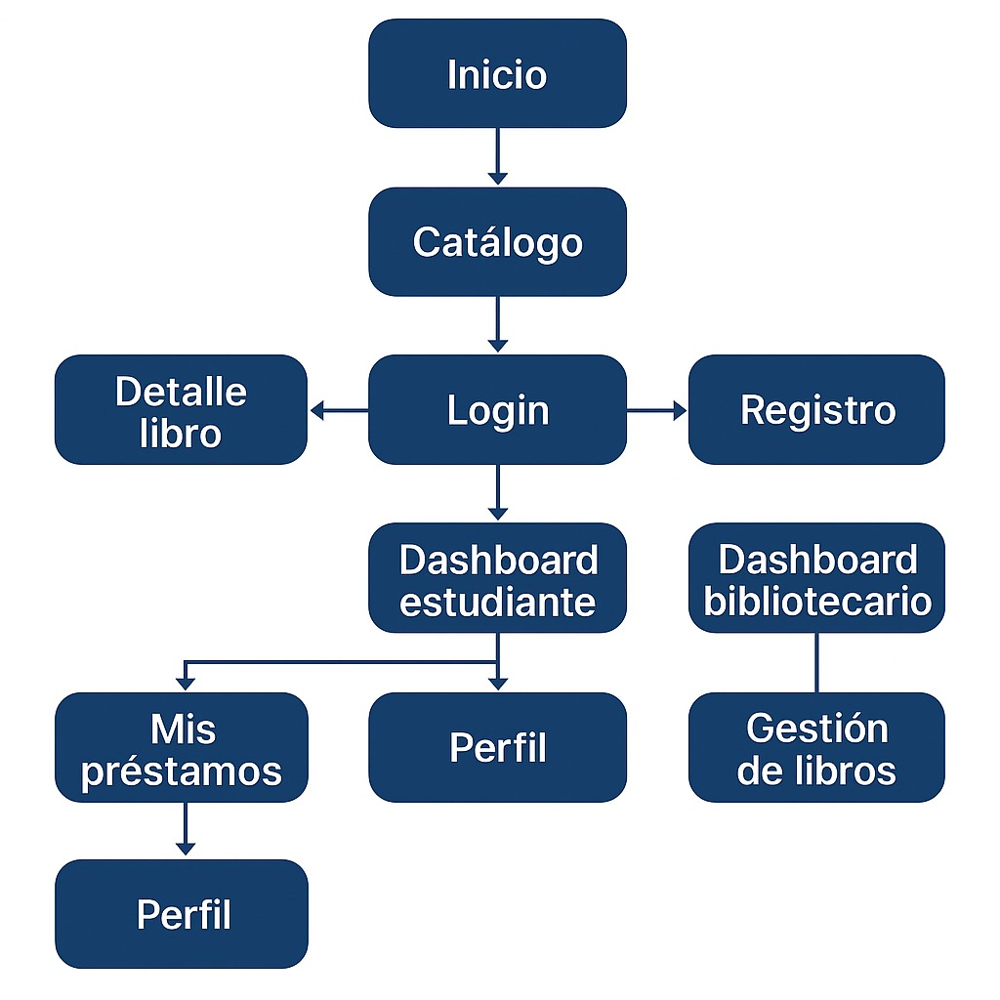 Inicio
Catálogo
Detalle
libro
Login
Registro
Dashboard
estudiante
Dashboard
bibliotecario
Mis
préstamos
Perfil
Gestión
de libros
Perfil